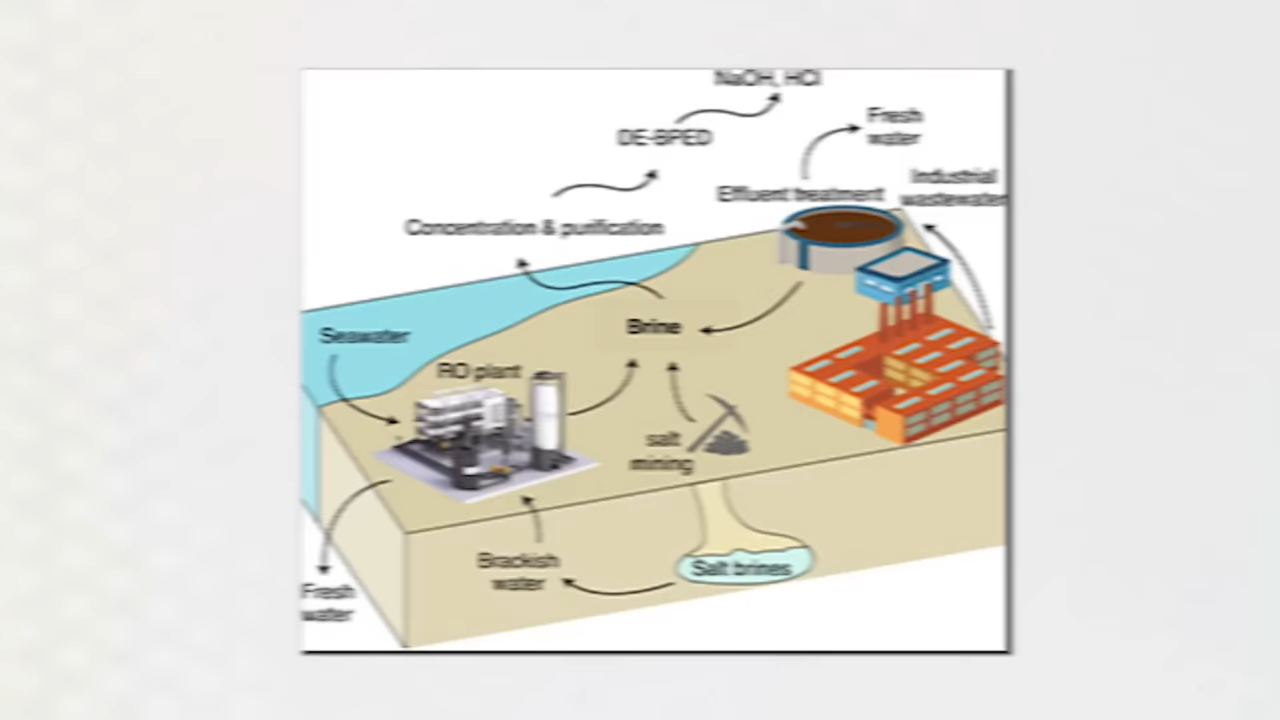 NaOH, HCl
DE-BPED
Fresh
water
Industrial
wastewater
Effluent treatment
Concentration & purification
Seawater
Brine
RO plant
salt
mining
Brackish
water
Salt brines
Fresh
water